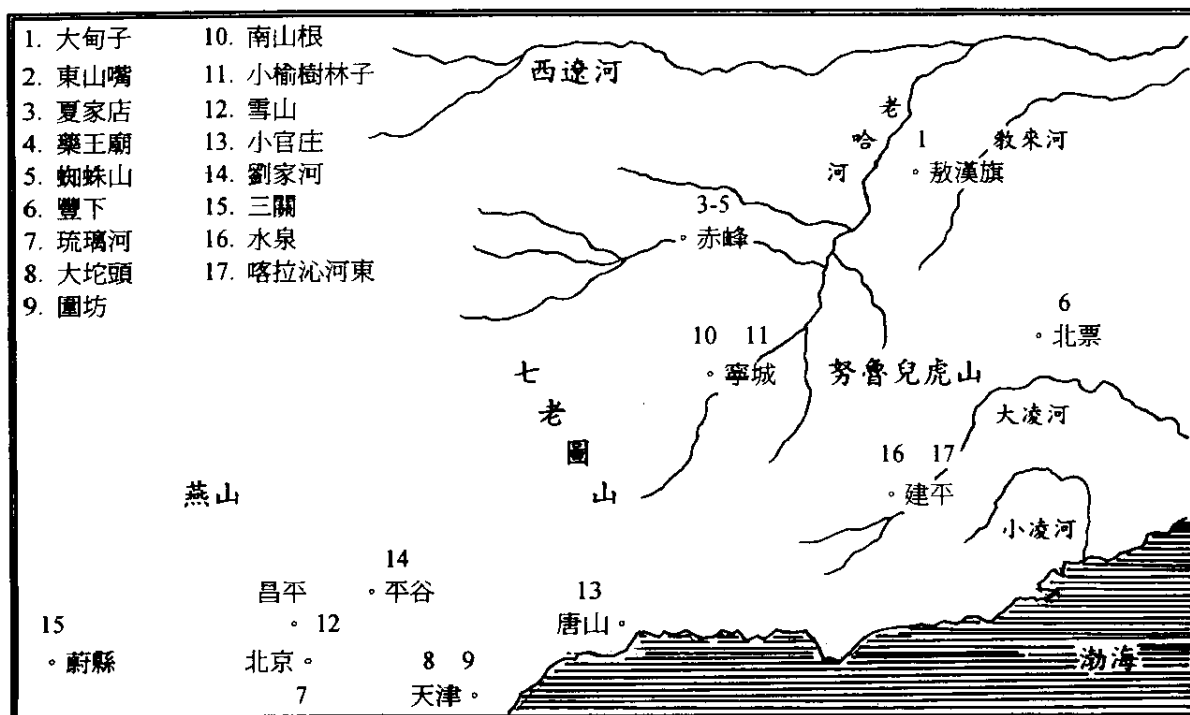 1. 大甸子
2. 東山嘴
3. 夏家店
4. 藥王廟
5. 蜘蛛山
6. 豐下
7. 琉璃河
8. 大坨頭
9. 圍坊
10. 南山根
11. 小榆樹林子
12. 雪山
13. 小官庄
14. 劉家河
15. 三關
16. 水泉
17. 喀拉沁河東
西遼河
老哈河
1
教來河
敖漢旗
3-5
赤峰
6
北票
10 11
寧城
努魯兒虎山
七老圖山
大凌河
16 17
建平
燕山
小凌河
14
昌平
平谷
13
15
12
唐山
蔚縣
北京
8 9
渤海
7
天津